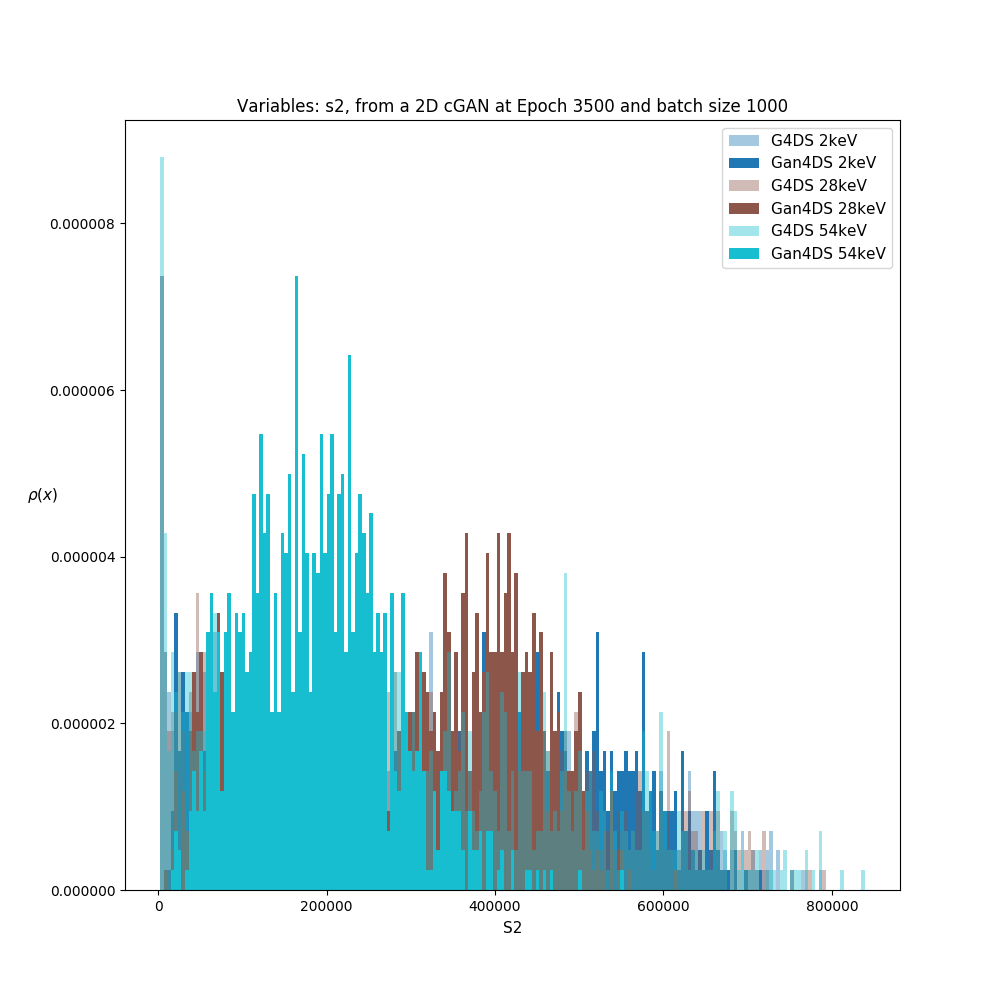 Variables: s2, from a 2D cGAN at Epoch 3500 and batch size 1000
G4DS 2keV
Gan4DS 2keV
G4DS 28keV
Gan4DS 28keV
G4DS 54keV
Gan4DS 54keV
0.000008
0.000006
ρ(x)
0.000004
0.000002
0.000000
0 200000 400000 600000 800000
S2